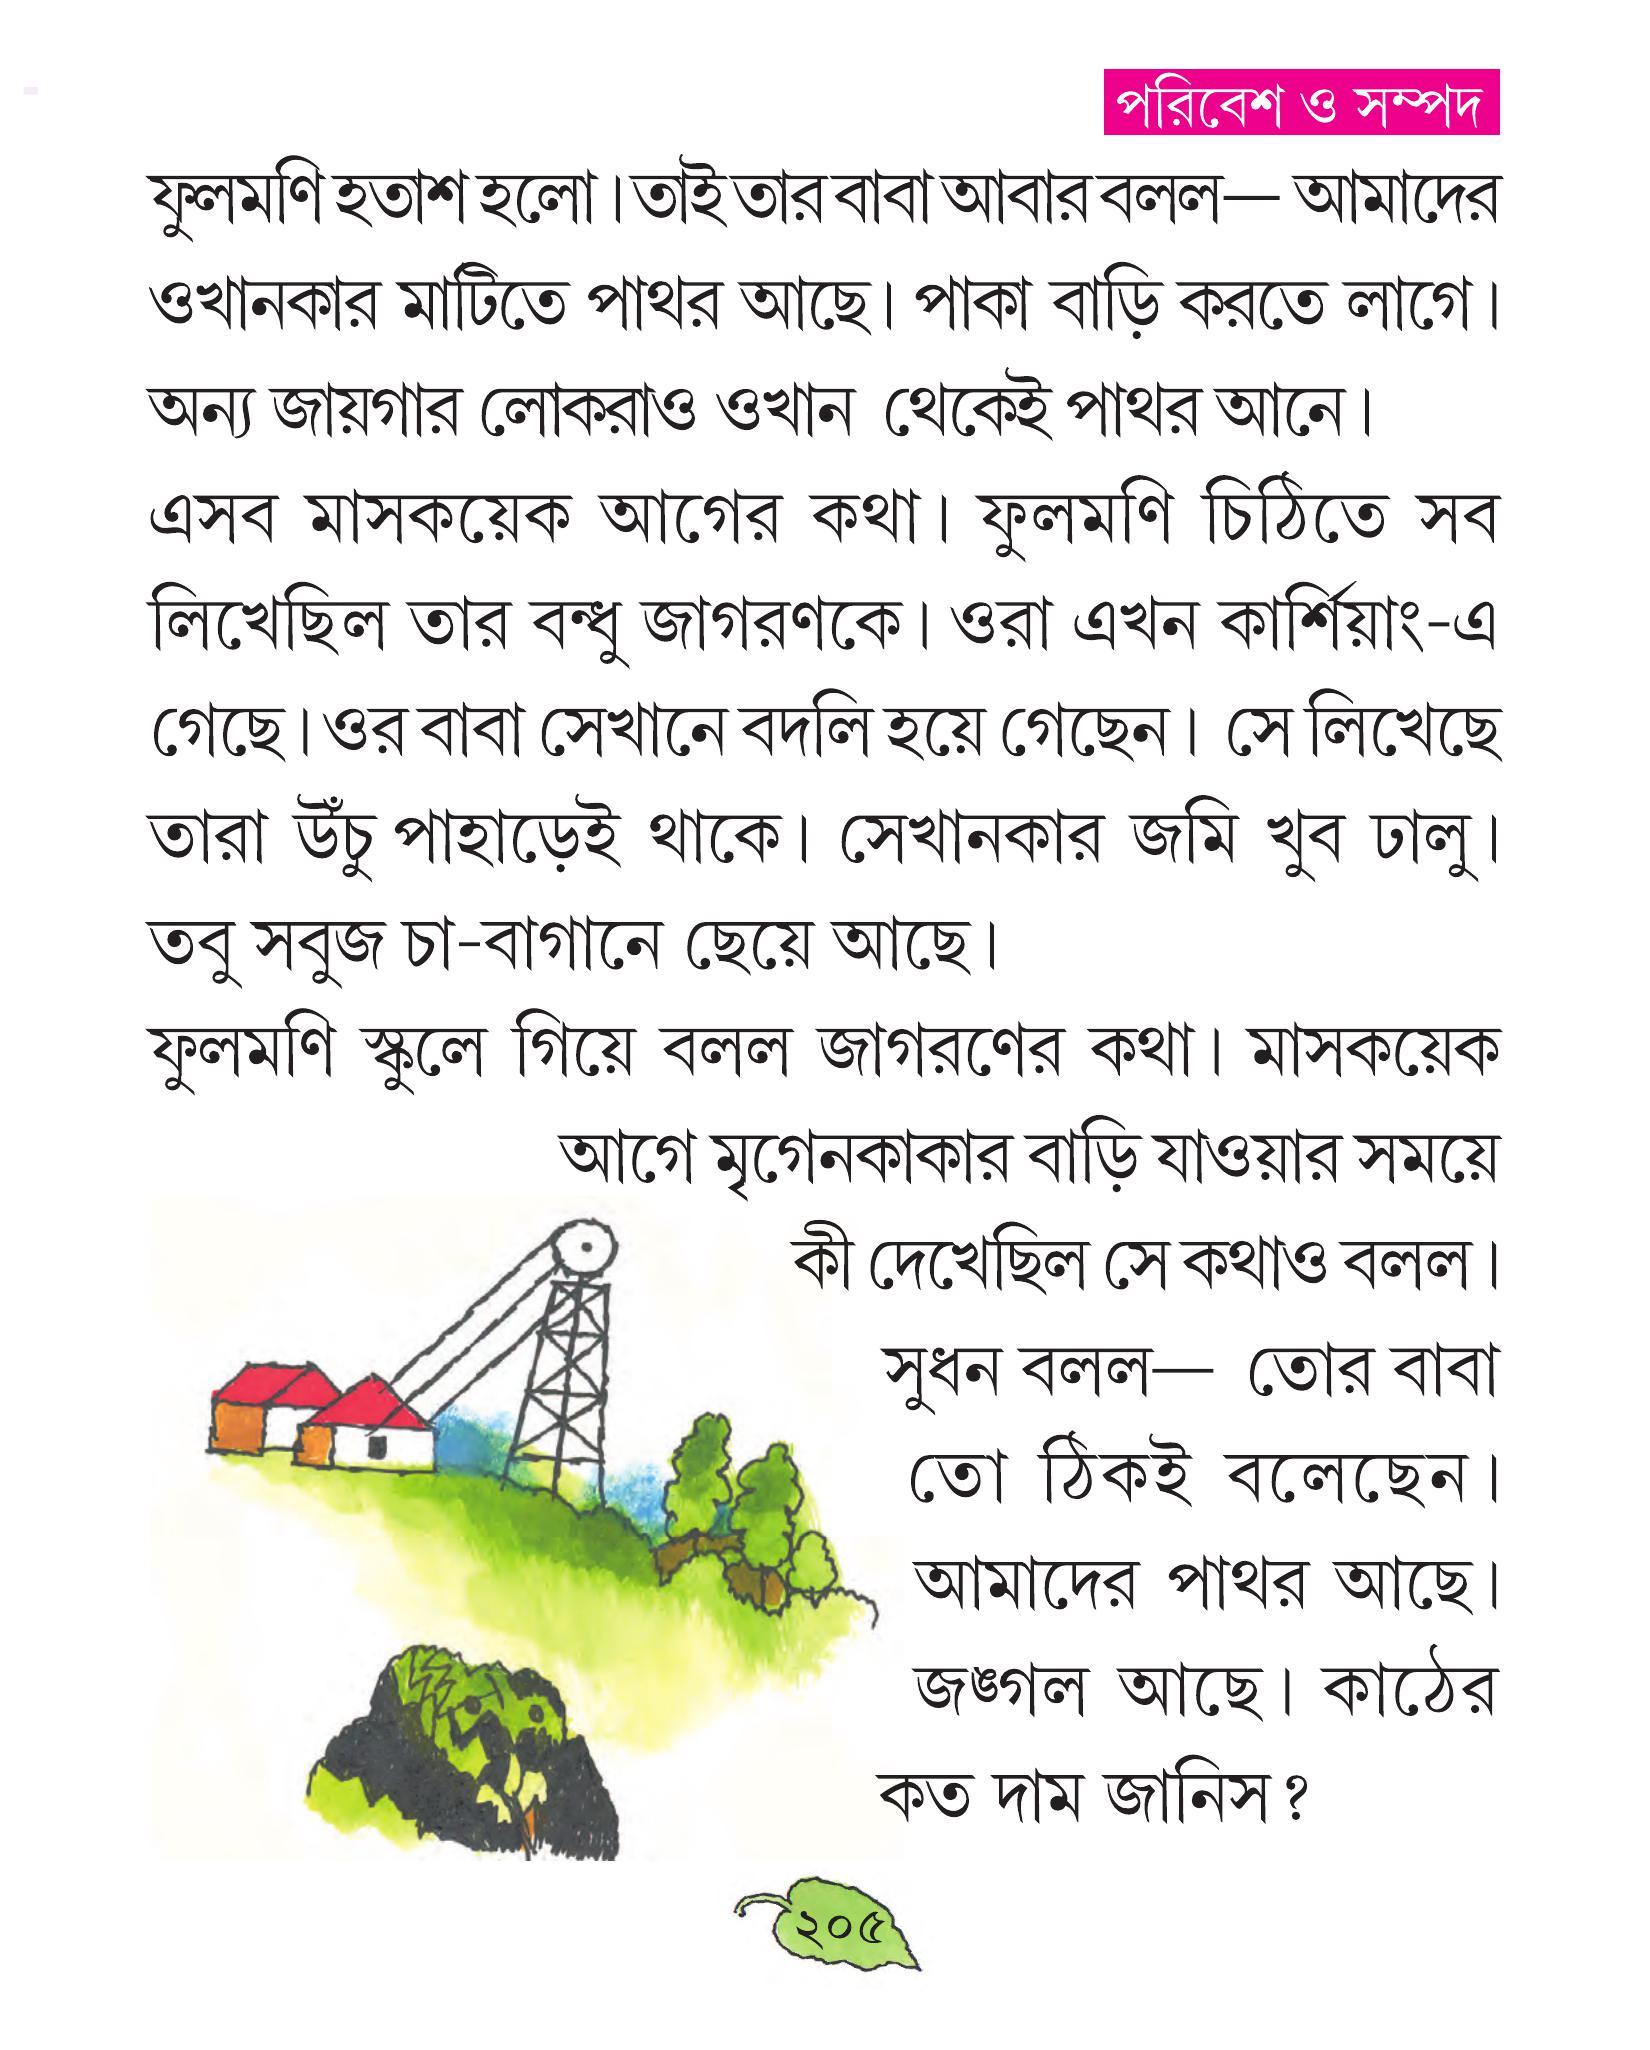 পরিবেশ ও সম্পদ
ফুলমণি হতাশ হলো। তাই তার বাবা আবার বলল— আমাদের
ওখানকার মাটিতে পাথর আছে। পাকা বাড়ি করতে লাগে।
অন্য জায়গার লোকরাও ওখান থেকেই পাথর আনে।
এসব মাসকয়েক আগের কথা। ফুলমণি চিঠিতে সব
লিখেছিল তার বন্ধু জাগরণকে। ওরা এখন কার্শিয়াং-এ
গেছে। ওর বাবা সেখানে বদলি হয়ে গেছেন। সে লিখেছে
তারা উঁচু পাহাড়েই থাকে। সেখানকার জমি খুব ঢালু।
তবু সবুজ চা-বাগানে ছেয়ে আছে।
ফুলমণি স্কুলে গিয়ে বলল জাগরণের কথা। মাসকয়েক
আগে মৃগেনকাকার বাড়ি যাওয়ার সময়ে
কী দেখেছিল সে কথাও বলল।
সুধন বলল— তোর বাবা
তো ঠিকই বলেছেন।
আমাদের পাথর আছে।
জঙ্গল আছে। কাঠের
কত দাম জানিস?
২০৫